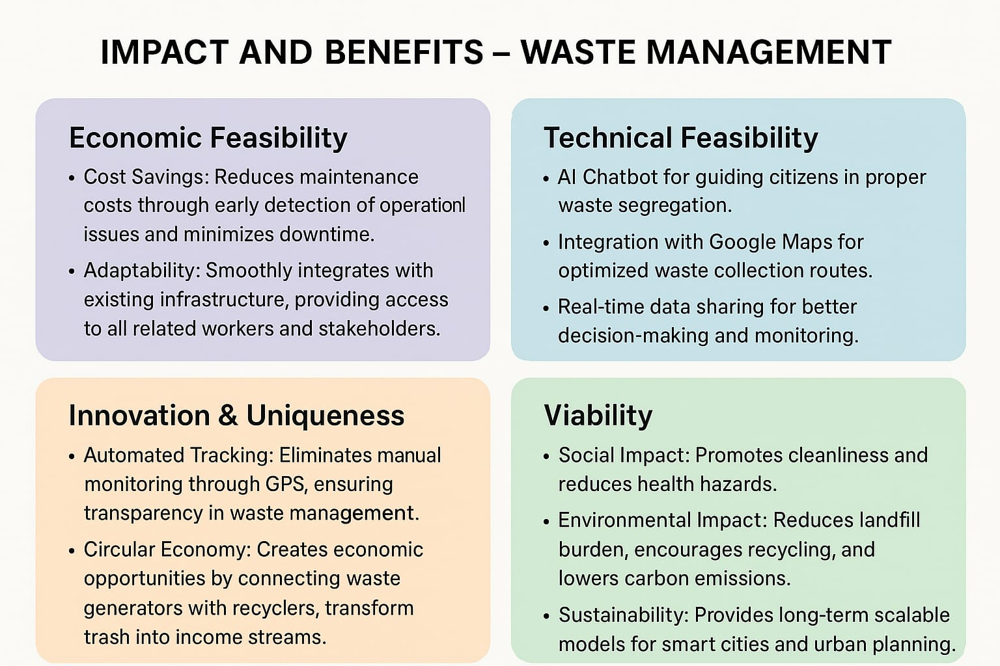 IMPACT AND BENEFITS – WASTE MANAGEMENT
Economic Feasibility
• Cost Savings: Reduces maintenance
costs through early detection of operationl
issues and minimizes downtime.
• Adaptability: Smoothly integrates with
existing infrastructure, providing access
to all related workers and stakeholders.
Technical Feasibility
• AI Chatbot for guiding citizens in proper
waste segregation.
• Integration with Google Maps for
optimized waste collection routes.
• Real-time data sharing for better
decision-making and monitoring.
Innovation & Uniqueness
• Automated Tracking: Eliminates manual
monitoring through GPS, ensuring
transparency in waste management.
• Circular Economy: Creates economic
opportunities by connecting waste
generators with recyclers, transform
trash into income streams.
Viability
• Social Impact: Promotes cleanliness and
reduces health hazards.
• Environmental Impact: Reduces landfill
burden, encourages recycling, and
lowers carbon emissions.
• Sustainability: Provides long-term scalable
models for smart cities and urban planning.